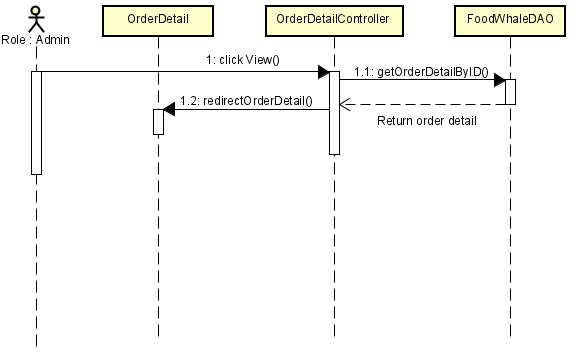 OrderDetail
OrderDetailController
FoodWhaleDAO
Role : Admin
1: click View()
1.1: getOrderDetailByID()
1.2: redirectOrderDetail()
Return order detail